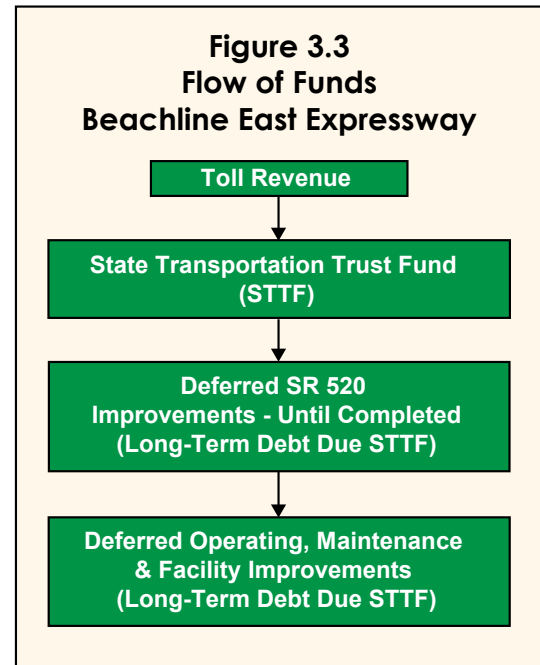 Figure 3.3
Flow of Funds
Beachline East Expressway
Toll Revenue
State Transportation Trust Fund
(STTF)
Deferred SR 520
Improvements - Until Completed
(Long-Term Debt Due STTF)
Deferred Operating, Maintenance
& Facility Improvements
(Long-Term Debt Due STTF)